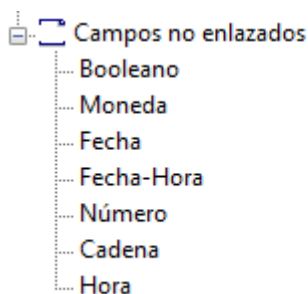 Campos no enlazados
Booleano
Moneda
Fecha
Fecha-Hora
Número
Cadena
Hora